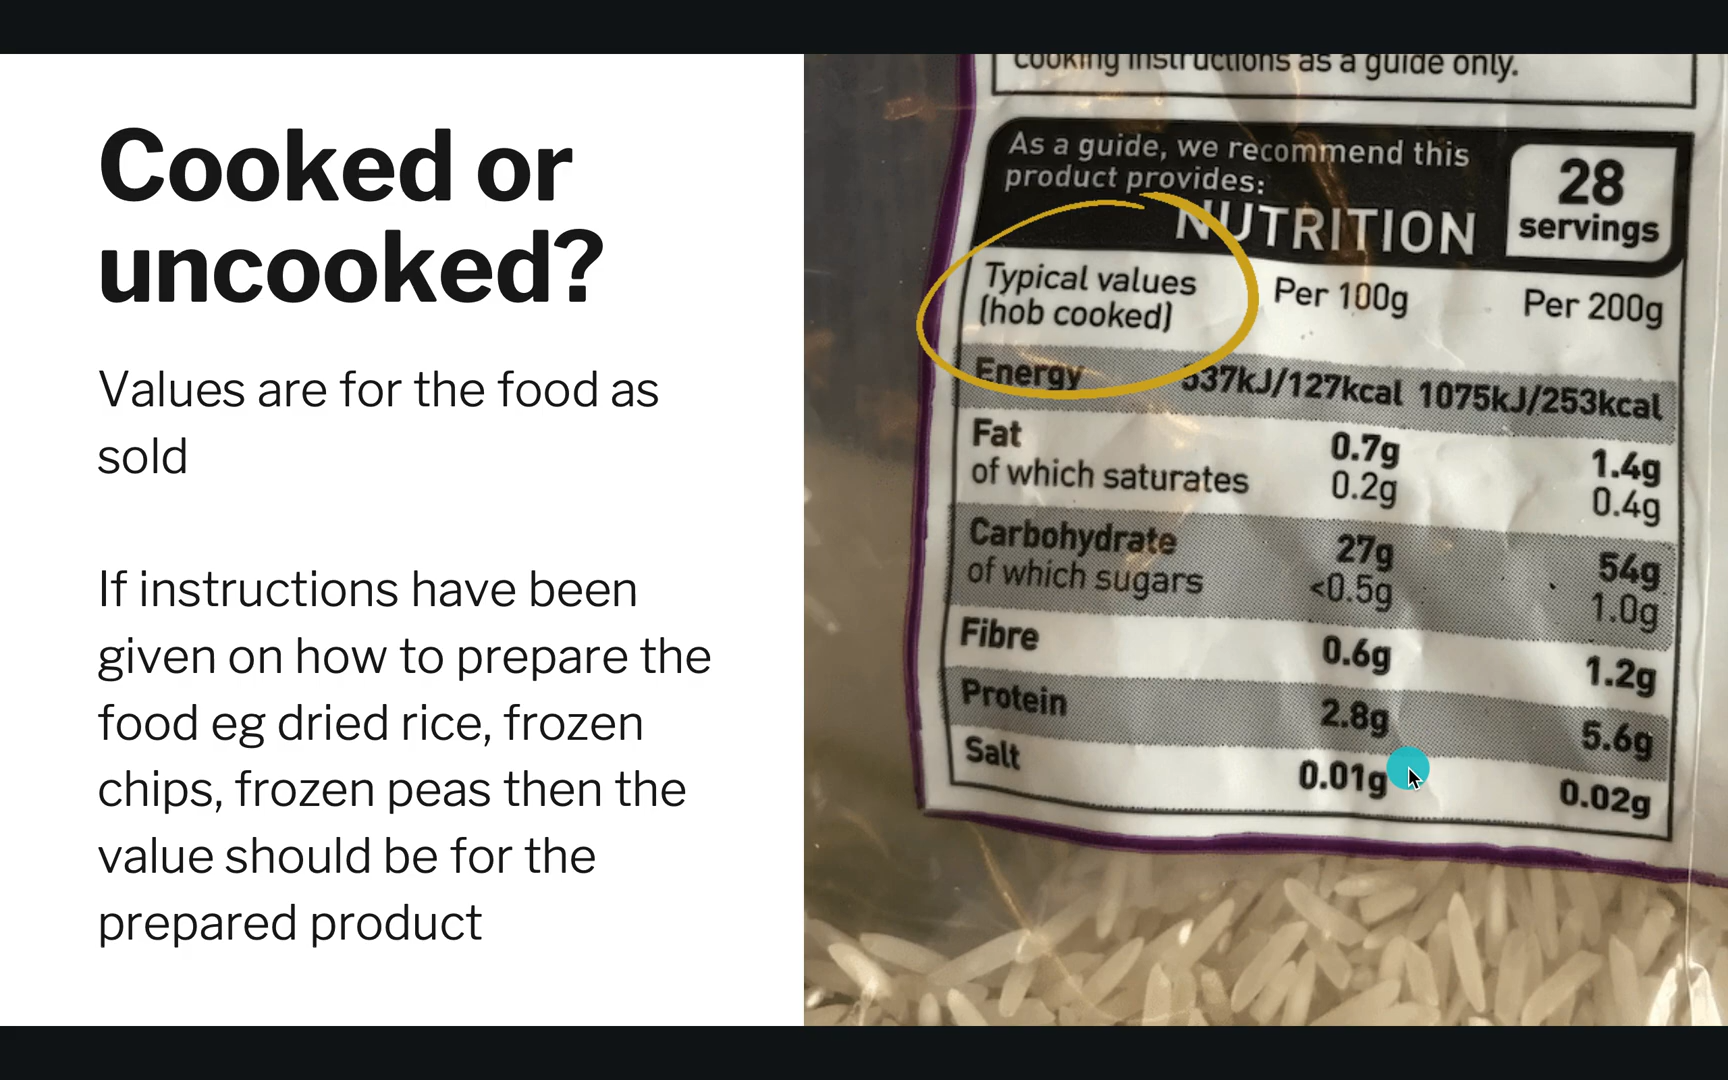 Cooked or
uncooked?
Values are for the food as
sold
If instructions have been
given on how to prepare the
food eg dried rice, frozen
chips, frozen peas then the
value should be for the
prepared product
cooking instructions as a guide only.
As a guide, we recommend this
product provides:
28
servings
NUTRITION
Typical values
(hob cooked)
Per 100g
Per 200g
Energy 537kJ/127kcal 1075kJ/253kcal
Fat 0.7g 1.4g
of which saturates 0.2g 0.4g
Carbohydrate 27g 54g
of which sugars <0.5g 1.0g
Fibre 0.6g 1.2g
Protein 2.8g 5.6g
Salt 0.01g 0.02g